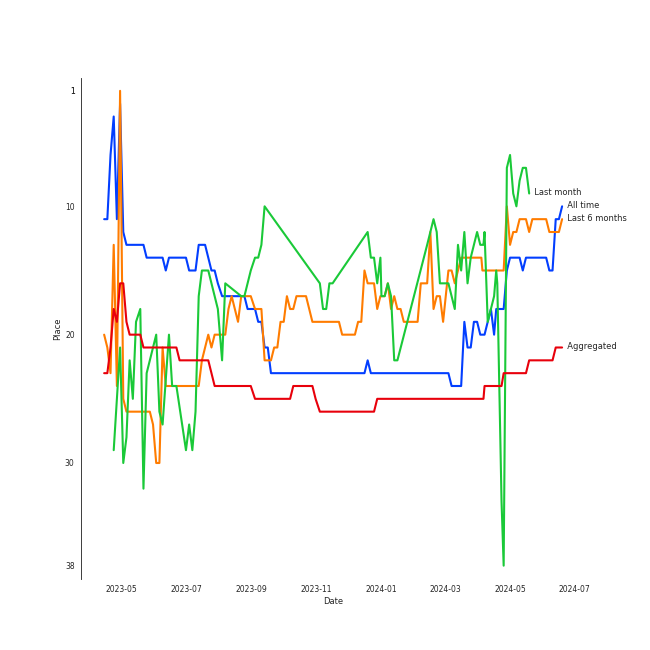 1
Last month
All time
10
Last 6 months
Place
20
Aggregated
30
38
2023-05 2023-07 2023-09 2023-11 2024-01 2024-03 2024-05 2024-07
Date